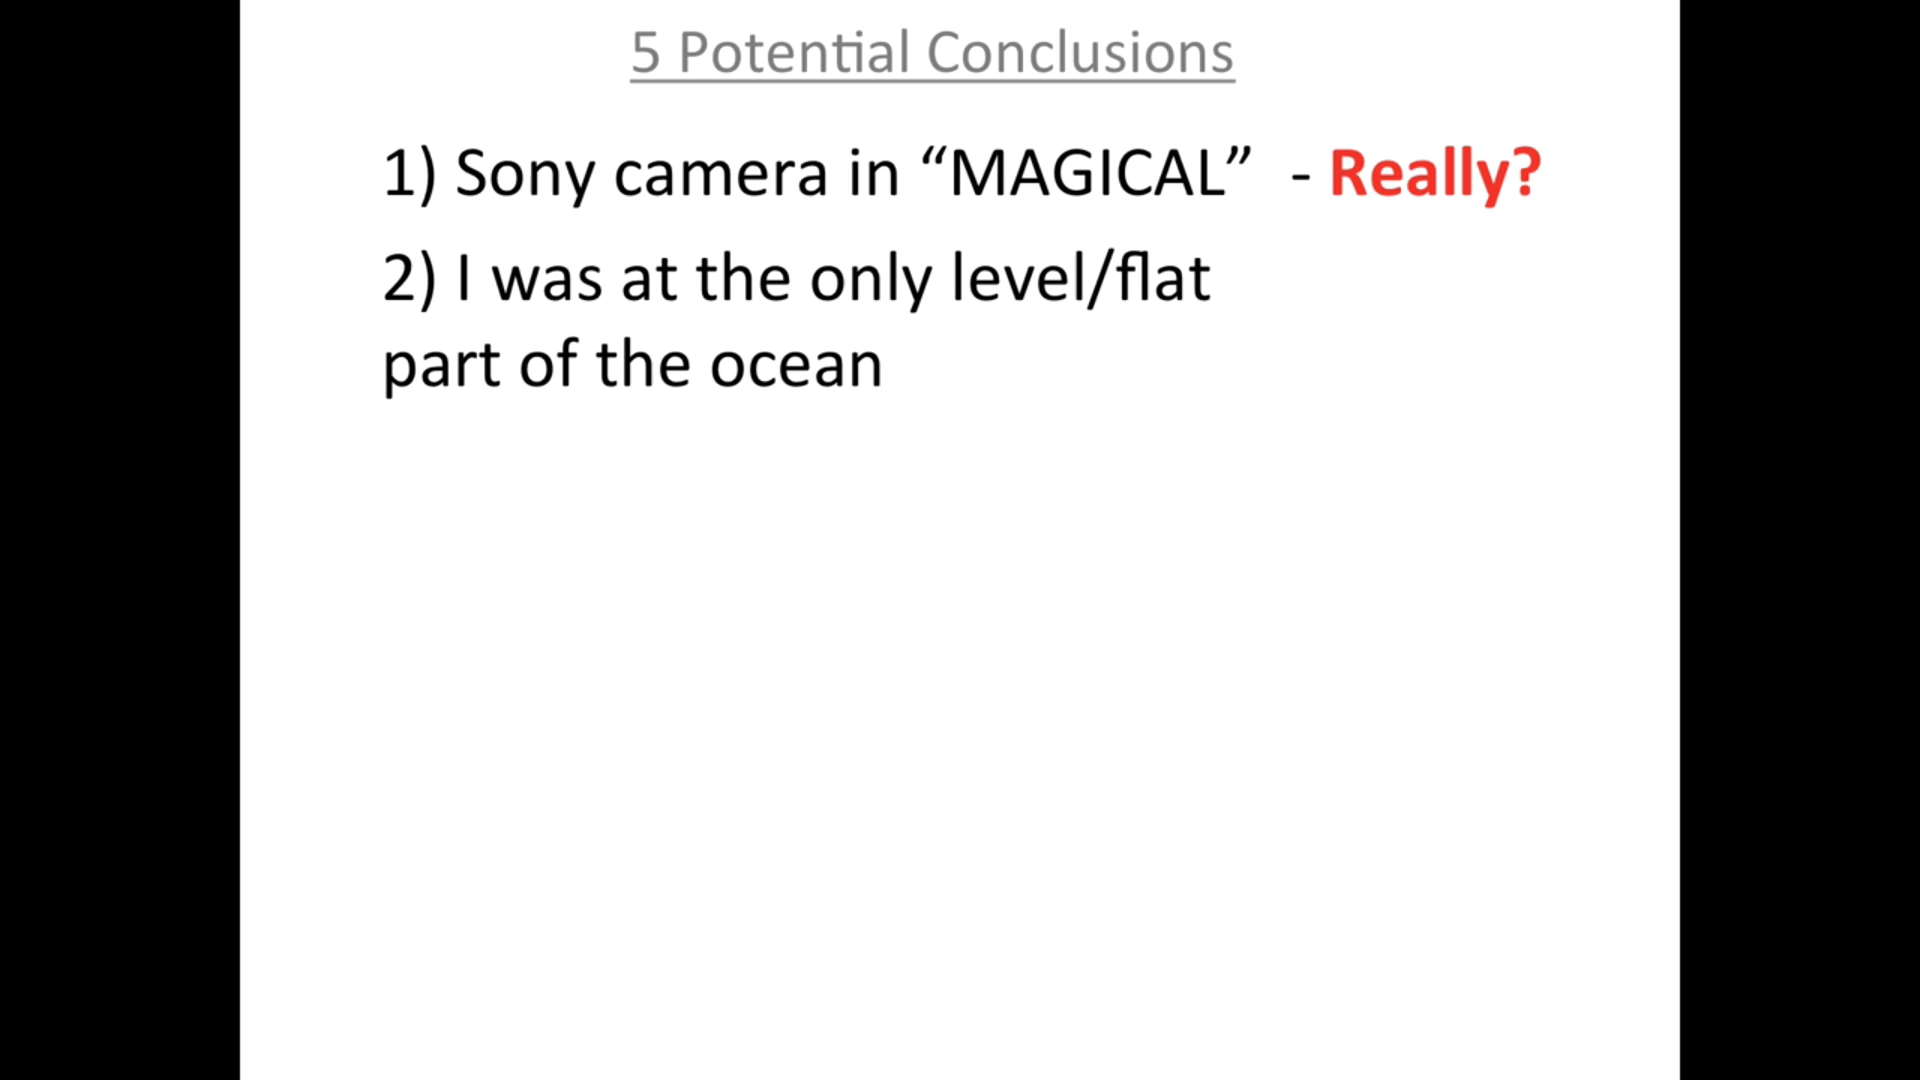 5 Potential Conclusions
1) Sony camera in “MAGICAL” - Really?
2) I was at the only level/flat
part of the ocean